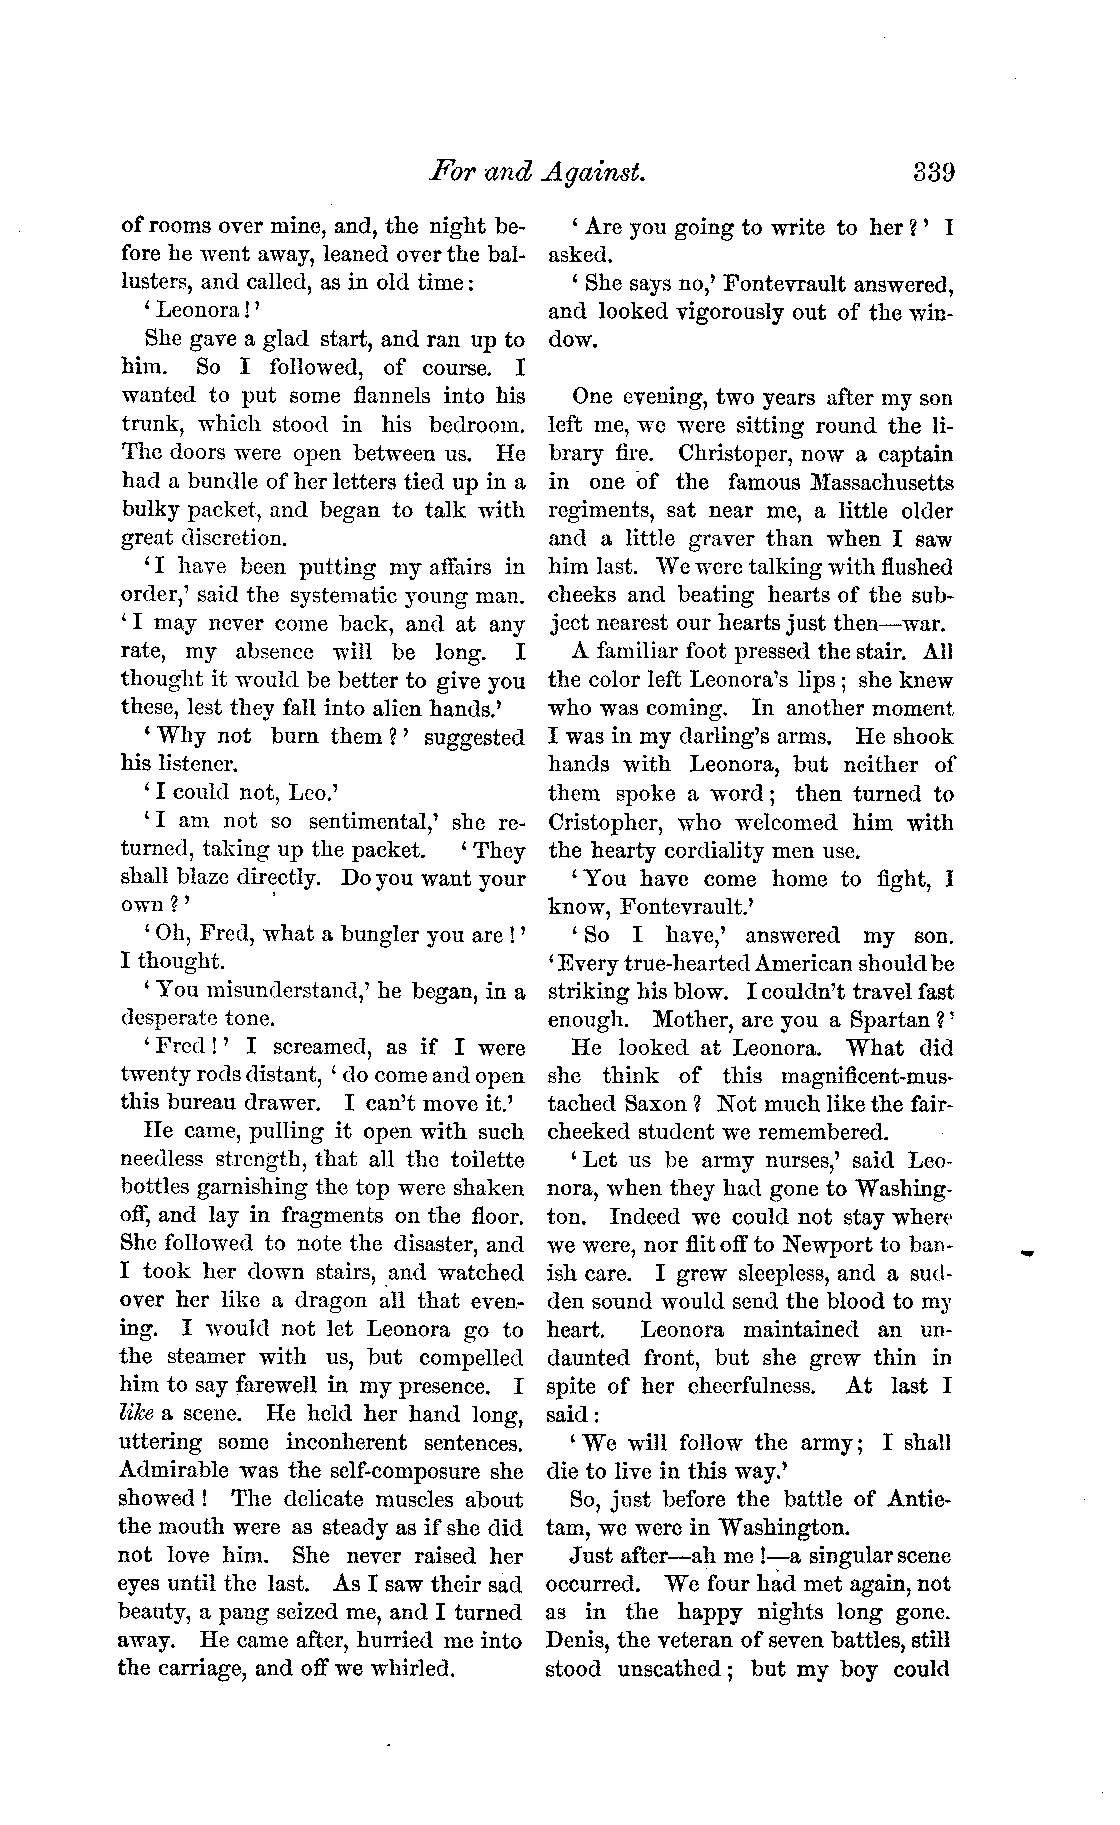 For and Against. 339
of rooms over mine, and, the night be-
fore he went away, leaned over the bal-
lusters, and called, as in old time:
'Leonora!'
She gave a glad start, and ran up to
him. So I followed, of course. I
wanted to put some flannels into his
trunk, which stood in his bedroom.
The doors were open between us. He
had a bundle of her letters tied up in a
bulky packet, and began to talk with
great discretion.
'I have been putting my affairs in
order,' said the systematic young man.
'I may never come back, and at any
rate, my absence will be long. I
thought it would be better to give you
these, lest they fall into alien hands.'
'Why not burn them?' suggested
his listener.
'I could not, Leo.'
'I am not so sentimental,' she re-
turned, taking up the packet. 'They
shall blaze directly. Do you want your
own?'
'Oh, Fred, what a bungler you are!'
I thought.
'You misunderstand,' he began, in a
desperate tone.
'Fred!' I screamed, as if I were
twenty rods distant, 'do come and open
this bureau drawer. I can't move it.'
He came, pulling it open with such
needless strength, that all the toilette
bottles garnishing the top were shaken
off, and lay in fragments on the floor.
She followed to note the disaster, and
I took her down stairs, and watched
over her like a dragon all that even-
ing. I would not let Leonora go to
the steamer with us, but compelled
him to say farewell in my presence. I
like a scene. He held her hand long,
uttering some inconherent sentences.
Admirable was the self-composure she
showed! The delicate muscles about
the mouth were as steady as if she did
not love him. She never raised her
eyes until the last. As I saw their sad
beauty, a pang seized me, and I turned
away. He came after, hurried me into
the carriage, and off we whirled.
'Are you going to write to her?' I
asked.
'She says no,' Fontevrault answered,
and looked vigorously out of the win-
dow.
One evening, two years after my son
left me, we were sitting round the li-
brary fire. Christoper, now a captain
in one of the famous Massachusetts
regiments, sat near me, a little older
and a little graver than when I saw
him last. We were talking with flushed
cheeks and beating hearts of the sub-
ject nearest our hearts just then—war.
A familiar foot pressed the stair. All
the color left Leonora's lips; she knew
who was coming. In another moment
I was in my darling's arms. He shook
hands with Leonora, but neither of
them spoke a word; then turned to
Cristopher, who welcomed him with
the hearty cordiality men use.
'You have come home to fight, I
know, Fontevrault.'
'So I have,' answered my son.
'Every true-hearted American should be
striking his blow. I couldn't travel fast
enough. Mother, are you a Spartan?'
He looked at Leonora. What did
she think of this magnificent-mus-
tached Saxon? Not much like the fair-
cheeked student we remembered.
'Let us be army nurses,' said Leo-
nora, when they had gone to Washing-
ton. Indeed we could not stay where
we were, nor flit off to Newport to ban-
ish care. I grew sleepless, and a sud-
den sound would send the blood to my
heart. Leonora maintained an un-
daunted front, but she grew thin in
spite of her cheerfulness. At last I
said:
'We will follow the army; I shall
die to live in this way.'
So, just before the battle of Antie-
tam, we were in Washington.
Just after—ah me!—a singular scene
occurred. We four had met again, not
as in the happy nights long gone.
Denis, the veteran of seven battles, still
stood unscathed; but my boy could